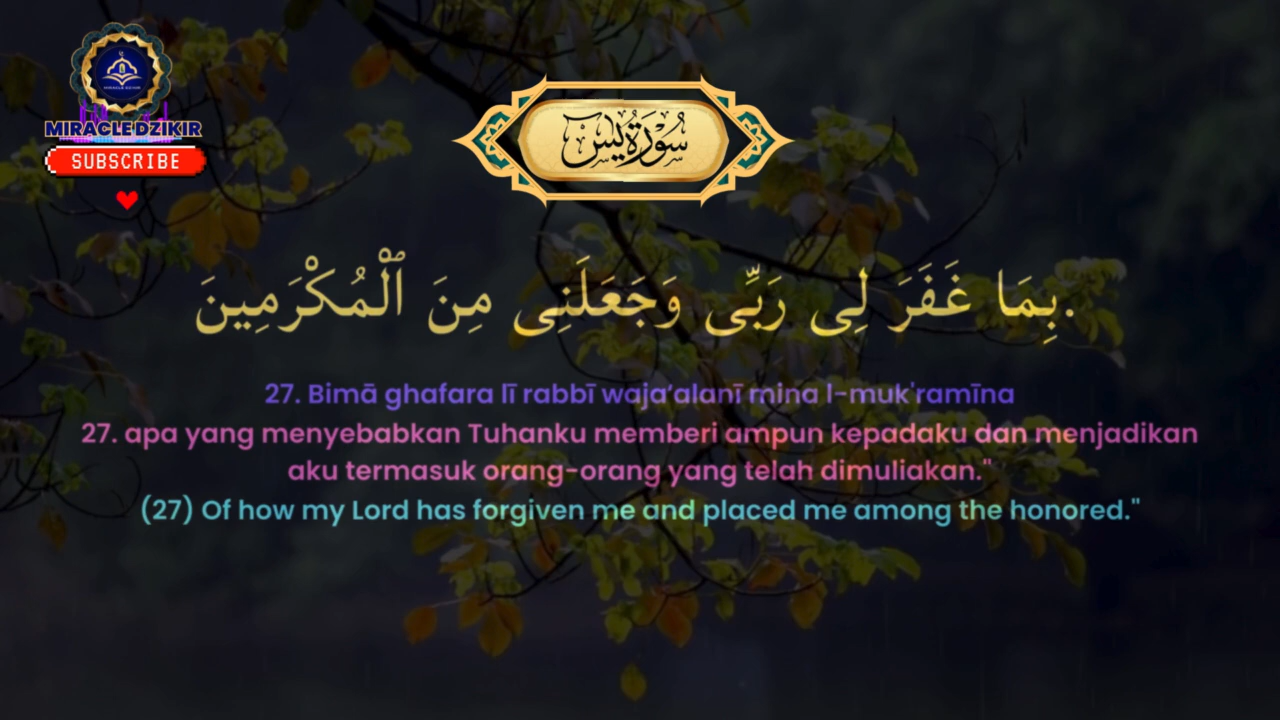 MIRACLE DZIKIR
SUBSCRIBE
سُورَةُ يس
بِمَا غَفَرَ لِى رَبِّى وَجَعَلَنِى مِنَ ٱلْمُكْرَمِينَ.
27. Bimā ghafara lī rabbī waja'alanī mina l-muk'ramīna
27. apa yang menyebabkan Tuhanku memberi ampun kepadaku dan menjadikan
aku termasuk orang-orang yang telah dimuliakan."
(27) Of how my Lord has forgiven me and placed me among the honored."